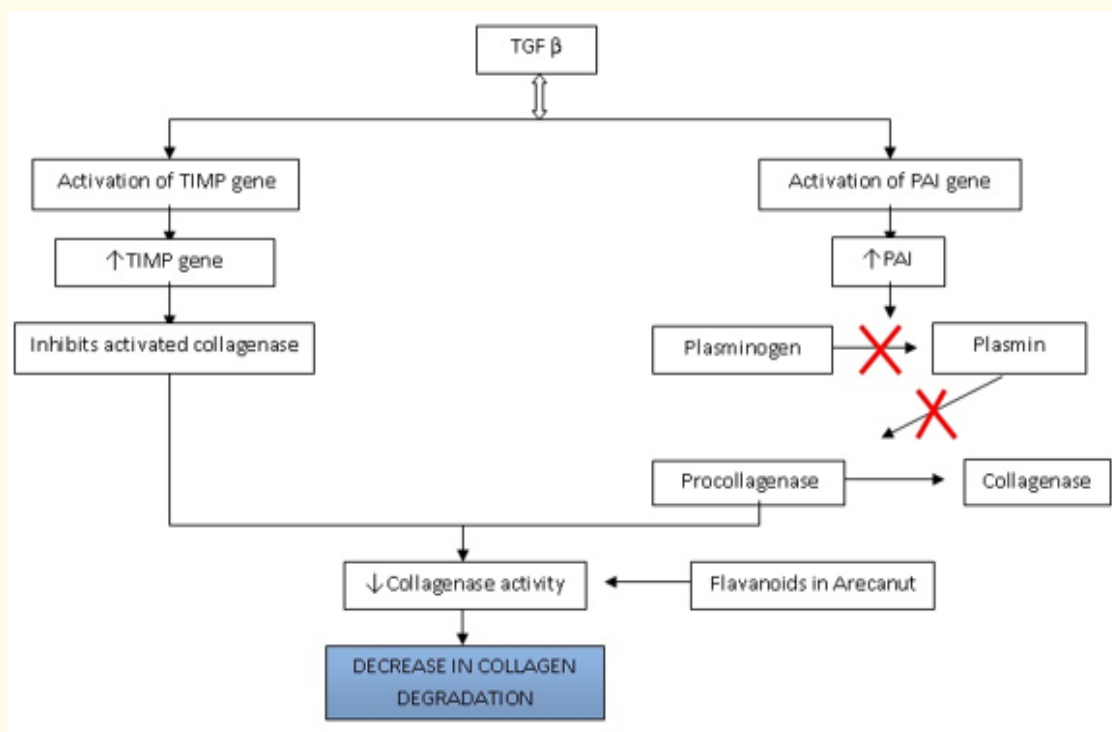 TGF β
Activation of TIMP gene
Activation of PAI gene
↑TIMP gene
↑PAI
Inhibits activated collagenase
Plasminogen
Plasmin
Procollagenase
Collagenase
↓Collagenase activity
Flavanoids in Arecanut
DECREASE IN COLLAGEN
DEGRADATION